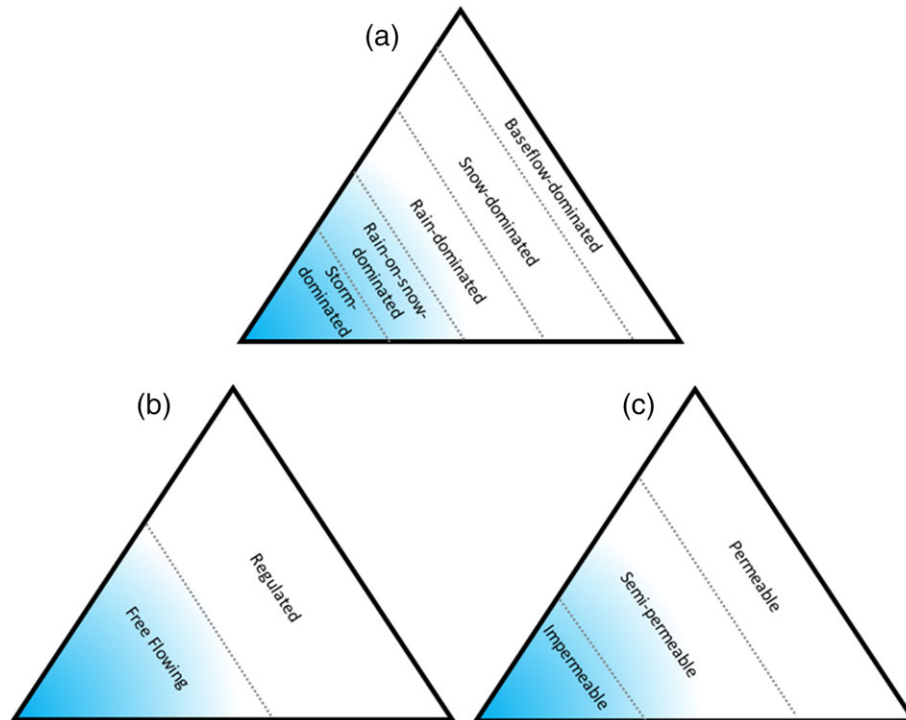 (a)
Baseflow-dominated
Snow-dominated
Rain-dominated
Rain-on-snow-
dominated
Storm-
dominated
(b)
Regulated
Free Flowing
(c)
Permeable
Semi-permeable
Impermeable